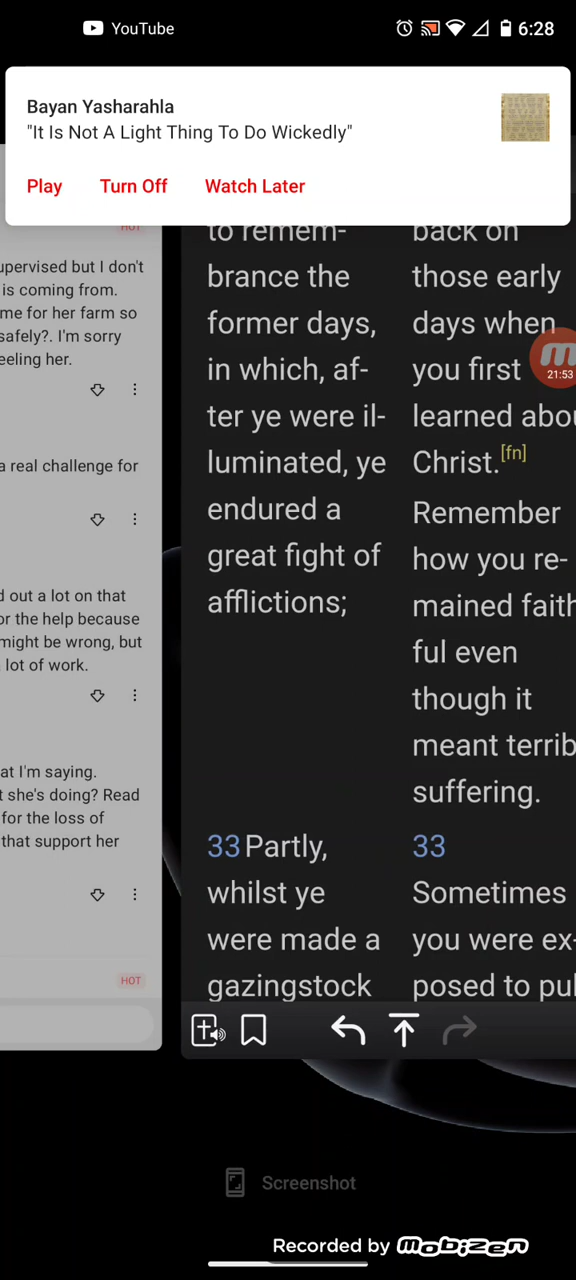 YouTube
6:28
Bayan Yasharahla
"It Is Not A Light Thing To Do Wickedly"
Play Turn Off Watch Later
HOT
upervised but I don't
is coming from.
me for her farm so
safely?. I'm sorry
eeling her.
a real challenge for
d out a lot on that
or the help because
might be wrong, but
lot of work.
at I'm saying.
t she's doing? Read
for the loss of
that support her
HOT
to remem-
brance the
former days,
in which, af-
ter ye were il-
luminated, ye
endured a
great fight of
afflictions;
33 Partly,
whilst ye
were made a
gazingstock
back on
those early
days when
you first
learned abou
Christ.[fn]
Remember
how you re-
mained faith
ful even
though it
meant terrib
suffering.
33
Sometimes
you were ex-
posed to pul
21:53
Screenshot
Recorded by mobizen